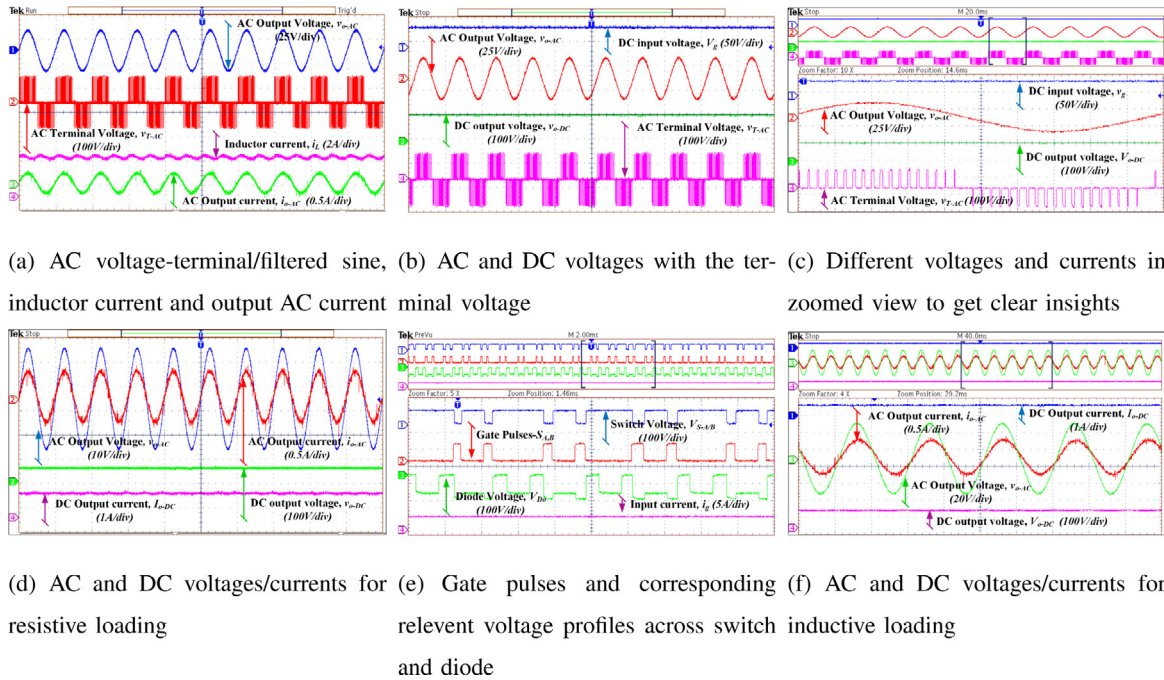 Tek Run Trig'd
AC Output Voltage, vo-AC
(25V/div)
1
2
AC Terminal Voltage, vT-AC
(100V/div)
Inductor current, iL (2A/div)
3
AC Output current, io-AC (0.5A/div)
4
(a) AC voltage-terminal/filtered sine,
inductor current and output AC current
Tek Stop
1
AC Output Voltage, vo-AC
(25V/div)
DC input voltage, Vg (50V/div)
2
DC output voltage, vo-DC
(100V/div)
AC Terminal Voltage, vT-AC
(100V/div)
3
4
(b) AC and DC voltages with the ter-
minal voltage
Tek Stop M 20.0ms
Zoom Factor: 10 X Zoom Position: 14.6ms
DC input voltage, vg
(50V/div)
AC Output Voltage, vo-AC
(25V/div)
DC output voltage, Vo-DC
(100V/div)
AC Terminal Voltage, vT-AC (100V/div)
(c) Different voltages and currents in
zoomed view to get clear insights
Tek Stop
2
AC Output Voltage, vo-AC
(10V/div)
AC Output current, io-AC
(0.5A/div)
3
DC Output current, Io-DC
(1A/div)
DC output voltage, vo-DC
(100V/div)
4
(d) AC and DC voltages/currents for
resistive loading
Tek PreVu M 2.00ms
Zoom Factor: 5 X Zoom Position: 1.46ms
Switch Voltage, VS-A/B
(100V/div)
Gate Pulses-SA,B
Diode Voltage, VD3
(100V/div)
Input current, ig (5A/div)
(e) Gate pulses and corresponding
relevent voltage profiles across switch
and diode
Tek Stop M 40.0ms
Zoom Factor: 4 X Zoom Position: 29.2ms
AC Output current, io-AC
(0.5A/div)
DC Output current, Io-DC
(1A/div)
AC Output Voltage, vo-AC
(20V/div)
DC output voltage, Vo-DC (100V/div)
(f) AC and DC voltages/currents for
inductive loading